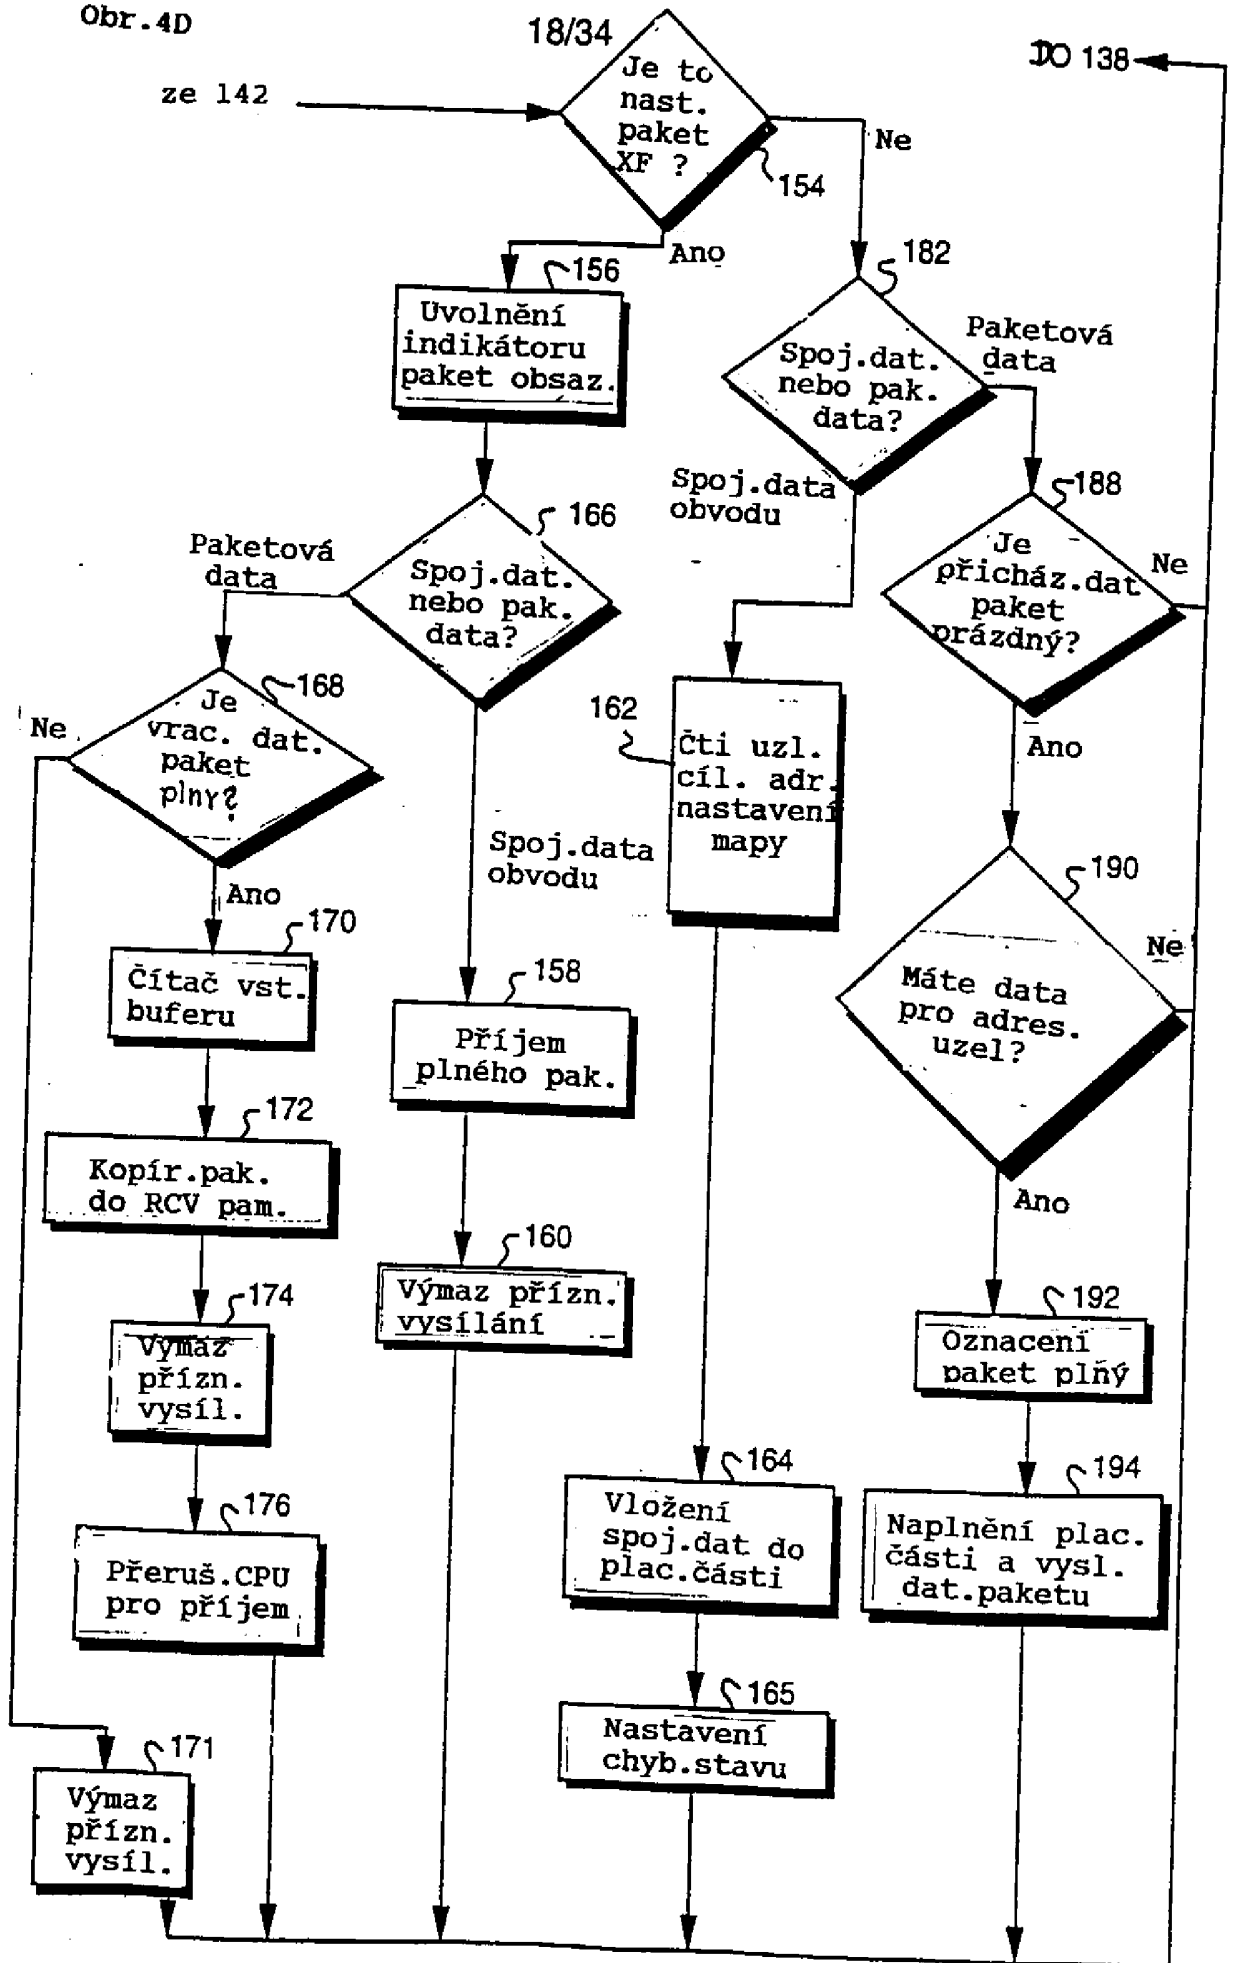 Obr.4D
18/34
DO 138
ze 142
Je to
nast.
paket
XF ?
Ne
154
Ano
156
Uvolnění
indikátoru
paket obsaz.
182
Spoj.dat.
nebo pak.
data?
Paketová
data
Spoj.data
obvodu
166
Spoj.dat.
nebo pak.
data?
Paketová
data
188
Je
přicház.dat
paket
prázdný?
Ne
Ano
168
Je
vrac. dat.
paket
plný?
Ne
Ano
162
Čti uzl.
cíl. adr.
nastavení
mapy
Spoj.data
obvodu
190
Máte data
pro adres.
uzel?
Ne
Ano
170
Čítač vst.
buferu
158
Příjem
plného pak.
172
Kopír.pak.
do RCV pam.
160
Výmaz přízn.
vysílání
174
Výmaz
přízn.
vysíl.
192
Označení
paket plný
176
Přeruš.CPU
pro příjem
164
Vložení
spoj.dat do
plac.části
194
Naplnění plac.
části a vysl.
dat.paketu
165
Nastavení
chyb.stavu
171
Výmaz
přízn.
vysíl.